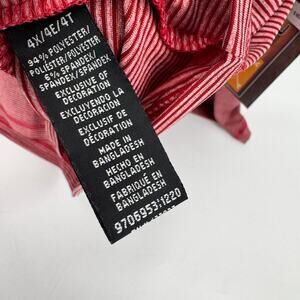 4X/4E/4T
94% POLYESTER/
POLIÉSTER/POLYESTER
6% SPANDEX/
SPANDEX/SPANDEX
EXCLUSIVE OF
DECORATION
EXCLUYENDO LA
DECORACIÓN
EXCLUSIF DE
DÉCORATION
MADE IN
BANGLADESH
HECHO EN
BANGLADESH
FABRIQUÉ EN
BANGLADESH
9706953:1220